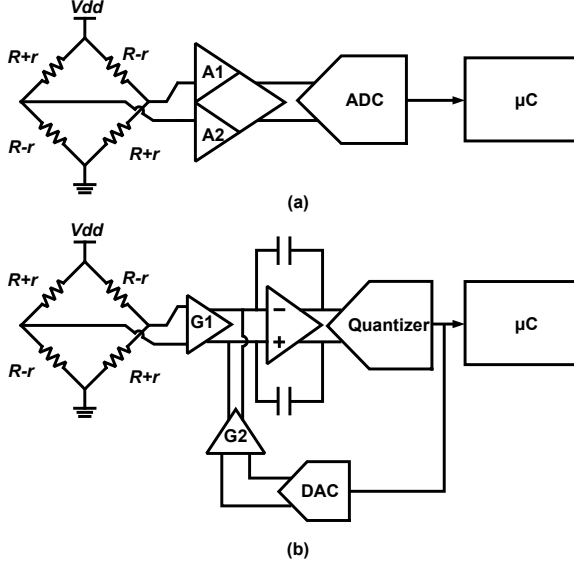 Vdd
R+r
R-r
A1
ADC
µC
A2
R-r
R+r
(a)
Vdd
R+r
R-r
G1
−
+
Quantizer
µC
R-r
R+r
G2
DAC
(b)